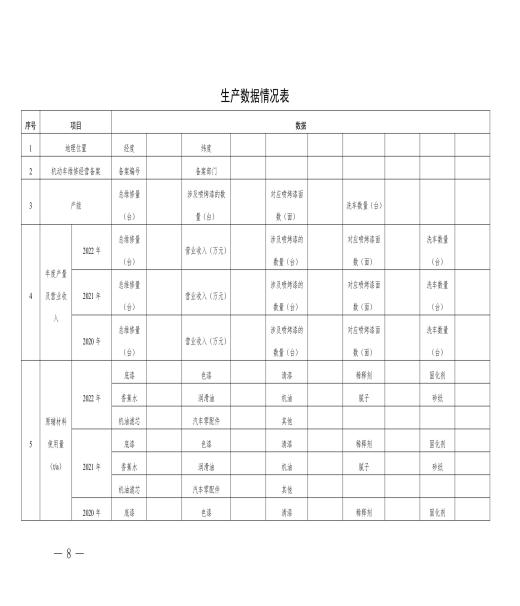 生产数据情况表
序号 项目 数据
1 地理位置 经度 纬度
2 机动车维修经营备案 备案编号 备案部门
3 产能 总维修量（台） 涉及喷烤漆的数量（台） 对应喷烤漆面数（面） 洗车数量（台）
4 年度产量及营业收入 2022 年 总维修量（台） 营业收入（万元） 涉及喷烤漆的数量（台） 对应喷烤漆面数（面） 洗车数量（台）
2021 年 总维修量（台） 营业收入（万元） 涉及喷烤漆的数量（台） 对应喷烤漆面数（面） 洗车数量（台）
2020 年 总维修量（台） 营业收入（万元） 涉及喷烤漆的数量（台） 对应喷烤漆面数（面） 洗车数量（台）
5 原辅材料使用量（t/a） 2022 年 底漆 色漆 清漆 稀释剂 固化剂
香蕉水 润滑油 机油 腻子 砂纸
机油滤芯 汽车零配件 其他
2021 年 底漆 色漆 清漆 稀释剂 固化剂
香蕉水 润滑油 机油 腻子 砂纸
机油滤芯 汽车零配件 其他
2020 年 底漆 色漆 清漆 稀释剂 固化剂
— 8 —